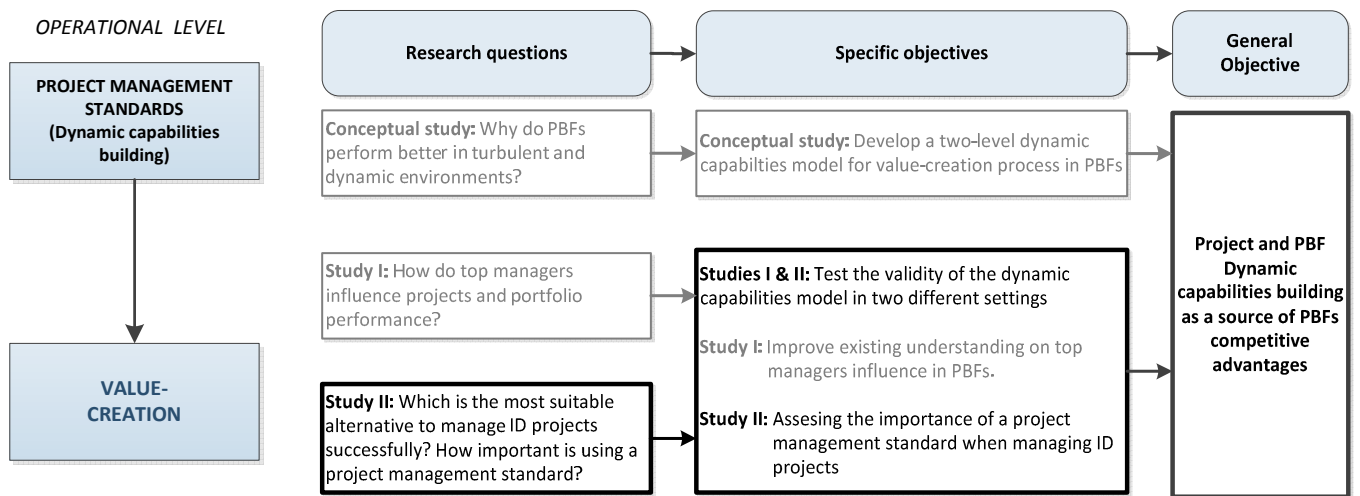 OPERATIONAL LEVEL
PROJECT MANAGEMENT
STANDARDS
(Dynamic capabilities
building)
VALUE-
CREATION
Research questions
Specific objectives
General
Objective
Conceptual study: Why do PBFs
perform better in turbulent and
dynamic environments?
Conceptual study: Develop a two-level dynamic
capabilties model for value-creation process in PBFs
Study I: How do top managers
influence projects and portfolio
performance?
Studies I & II: Test the validity of the dynamic
capabilities model in two different settings
Study I: Improve existing understanding on top
managers influence in PBFs.
Study II: Which is the most suitable
alternative to manage ID projects
successfully? How important is using a
project management standard?
Study II: Assesing the importance of a project
management standard when managing ID
projects
Project and PBF
Dynamic
capabilities building
as a source of PBFs
competitive
advantages